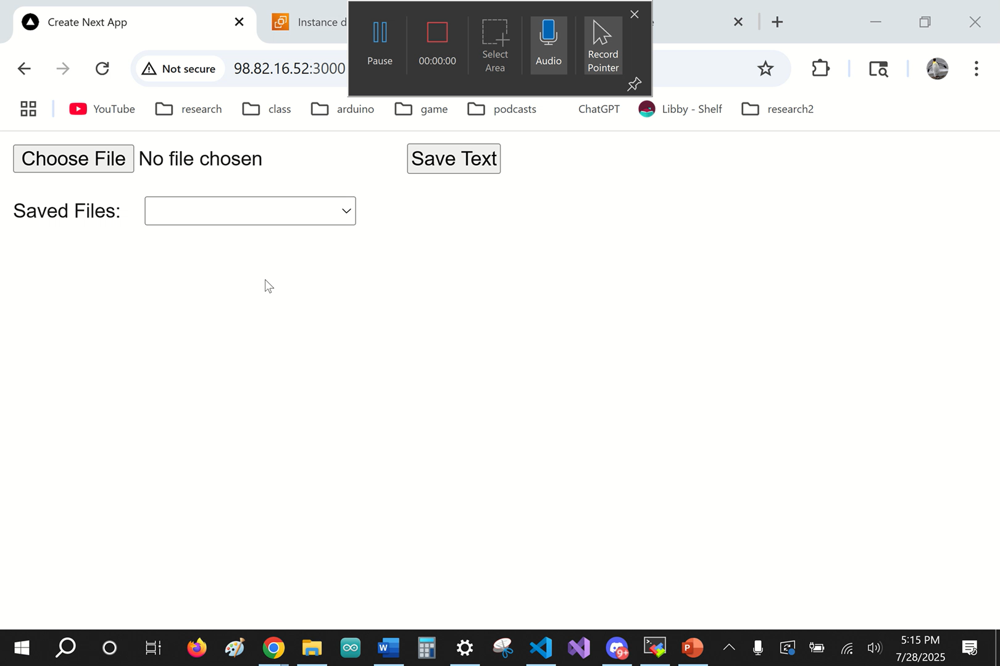 Create Next App
Instance d
Pause
00:00:00
Select
Area
Audio
Record
Pointer
Not secure
98.82.16.52:3000
YouTube
research
class
arduino
game
podcasts
ChatGPT
Libby - Shelf
research2
Choose File No file chosen
Save Text
Saved Files:
W
9+
P
5:15 PM
7/28/2025